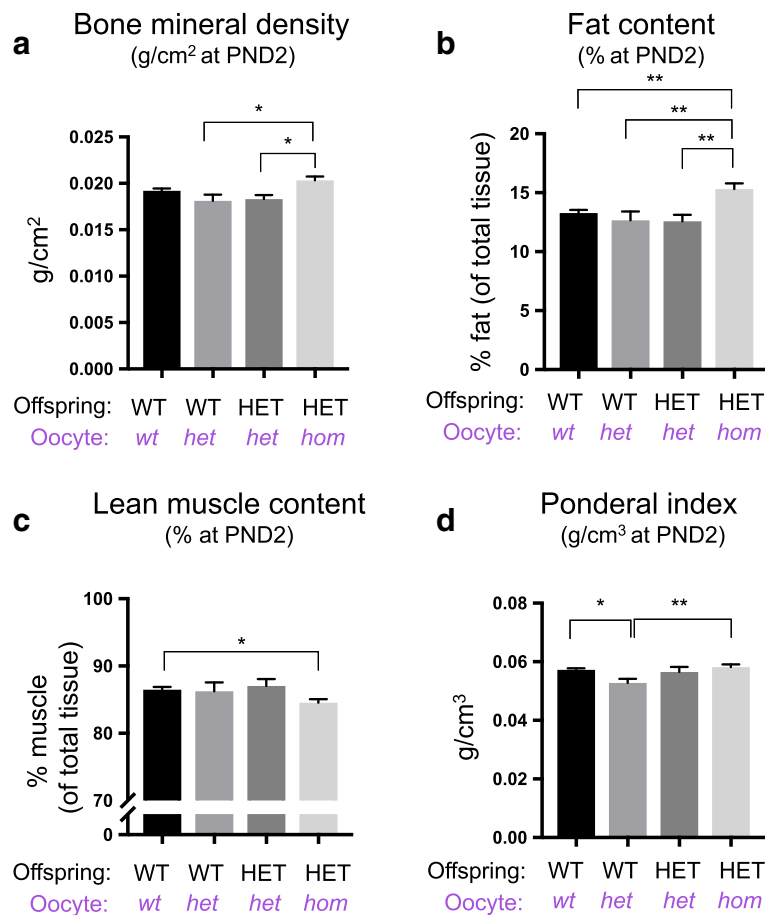 a
Bone mineral density
(g/cm² at PND2)
*
*
0.025
0.020
0.015
0.010
0.005
0.000
g/cm²
Offspring: WT WT HET HET
Oocyte: wt het het hom
b
Fat content
(% at PND2)
**
**
**
20
15
10
5
0
% fat (of total tissue)
Offspring: WT WT HET HET
Oocyte: wt het het hom
c
Lean muscle content
(% at PND2)
*
100
90
80
70
0
% muscle
(of total tissue)
Offspring: WT WT HET HET
Oocyte: wt het het hom
d
Ponderal index
(g/cm³ at PND2)
*
**
0.08
0.06
0.04
0.02
0.00
g/cm³
Offspring: WT WT HET HET
Oocyte: wt het het hom